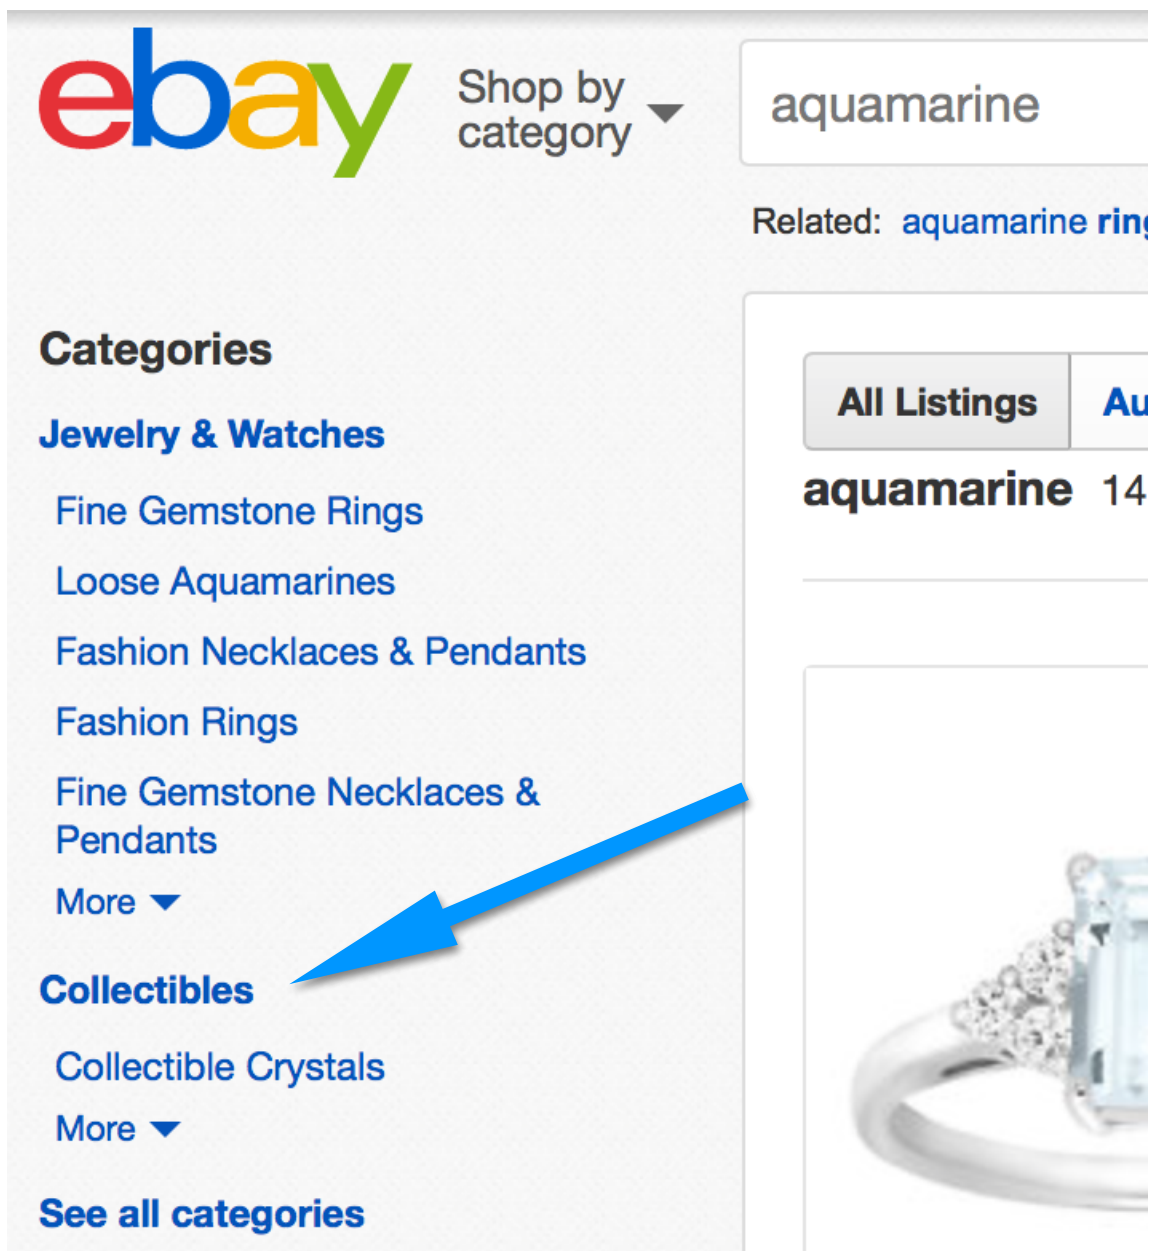 ebay
Shop by
category
aquamarine
Related: aquamarine
Categories
Jewelry & Watches
Fine Gemstone Rings
Loose Aquamarines
Fashion Necklaces & Pendants
Fashion Rings
Fine Gemstone Necklaces &
Pendants
More
Collectibles
Collectible Crystals
More
See all categories
All Listings
aquamarine 14